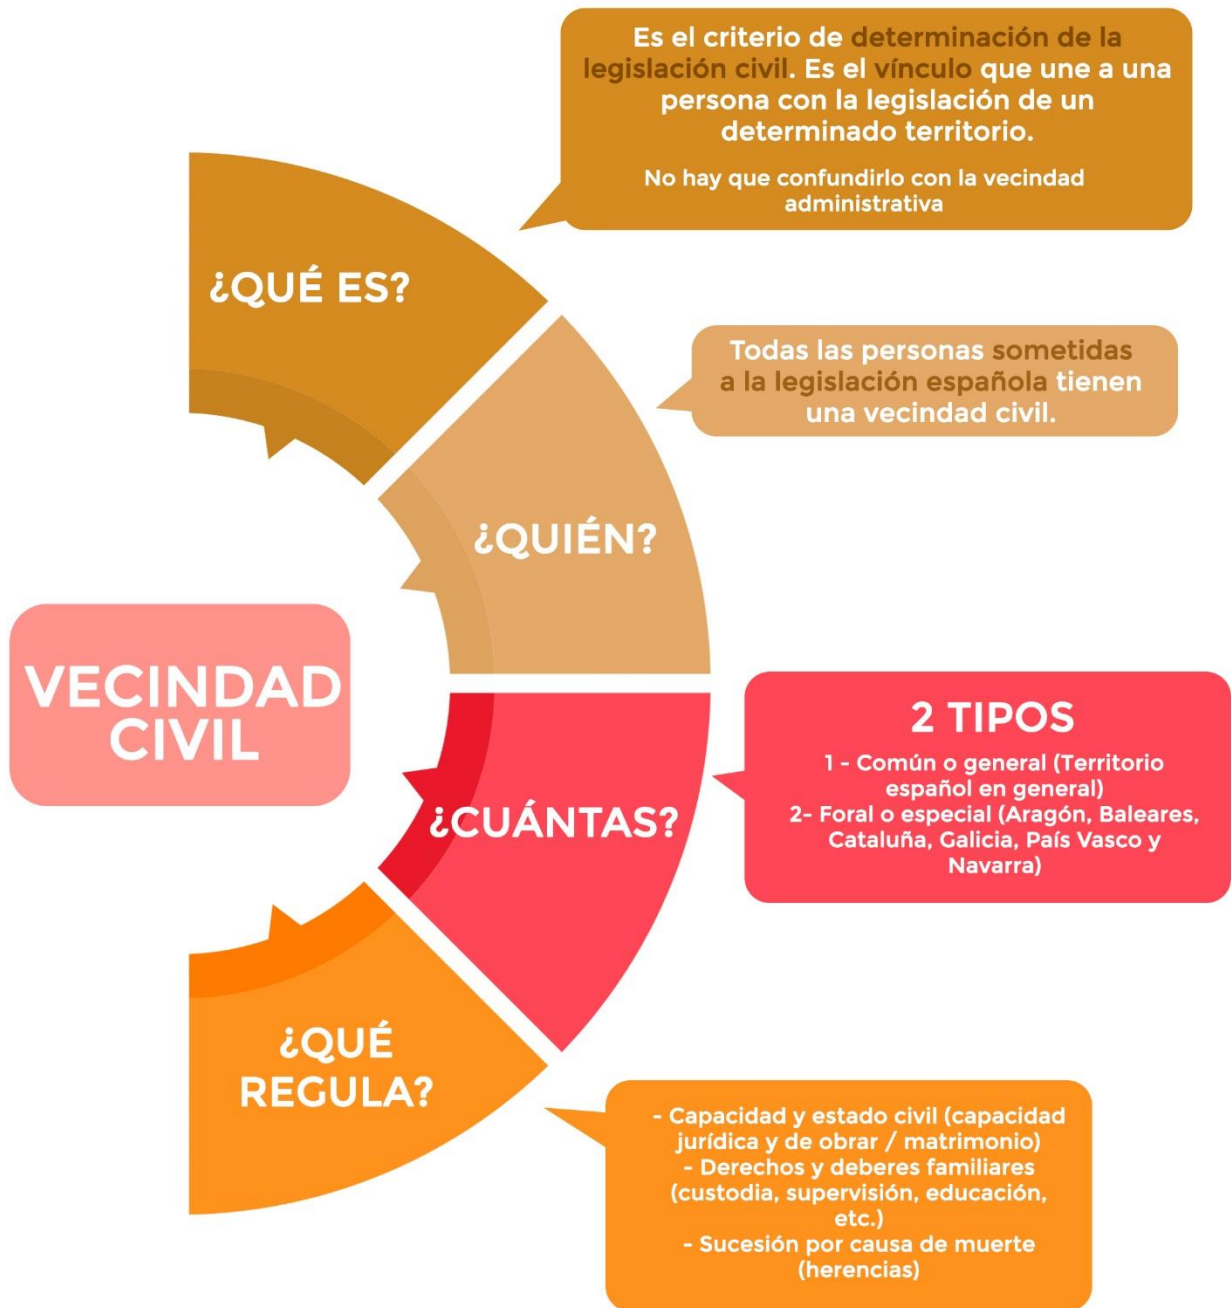 Es el criterio de determinación de la
legislación civil. Es el vínculo que une a una
persona con la legislación de un
determinado territorio.
No hay que confundirlo con la vecindad
administrativa
¿QUÉ ES?
Todas las personas sometidas
a la legislación española tienen
una vecindad civil.
¿QUIÉN?
VECINDAD
CIVIL
2 TIPOS
1 - Común o general (Territorio
español en general)
2- Foral o especial (Aragón, Baleares,
Cataluña, Galicia, País Vasco y
Navarra)
¿CUÁNTAS?
¿QUÉ
REGULA?
- Capacidad y estado civil (capacidad
jurídica y de obrar / matrimonio)
- Derechos y deberes familiares
(custodia, supervisión, educación,
etc.)
- Sucesión por causa de muerte
(herencias)